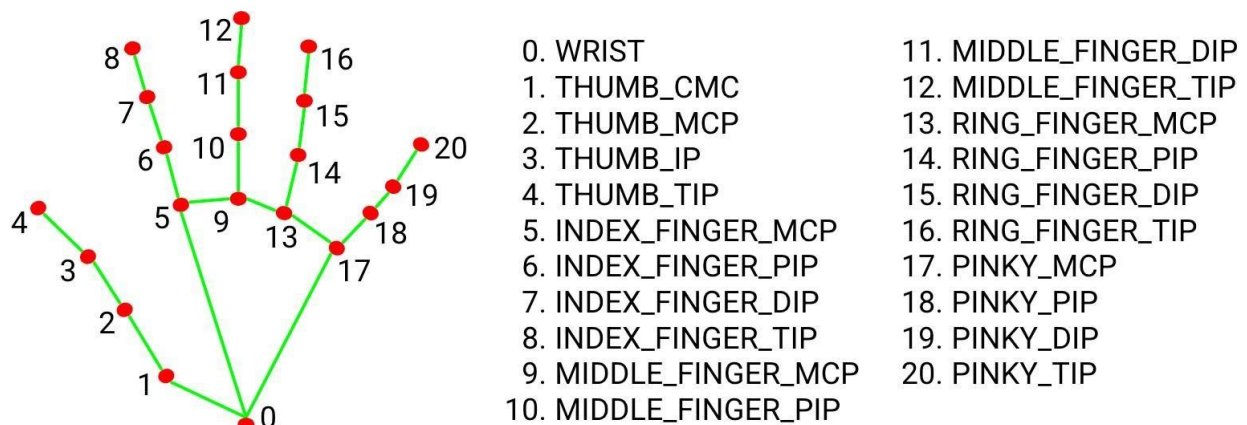 12
8
16
11
7
15
10
6
14
20
19
4
5
9
13
18
3
17
2
1
0
0. WRIST
1. THUMB_CMC
2. THUMB_MCP
3. THUMB_IP
4. THUMB_TIP
5. INDEX_FINGER_MCP
6. INDEX_FINGER_PIP
7. INDEX_FINGER_DIP
8. INDEX_FINGER_TIP
9. MIDDLE_FINGER_MCP
10. MIDDLE_FINGER_PIP
11. MIDDLE_FINGER_DIP
12. MIDDLE_FINGER_TIP
13. RING_FINGER_MCP
14. RING_FINGER_PIP
15. RING_FINGER_DIP
16. RING_FINGER_TIP
17. PINKY_MCP
18. PINKY_PIP
19. PINKY_DIP
20. PINKY_TIP